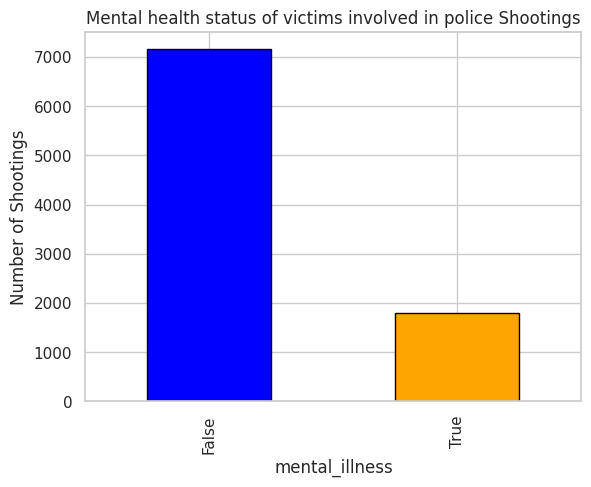 Mental health status of victims involved in police Shootings
Number of Shootings
7000
6000
5000
4000
3000
2000
1000
0
False
True
mental_illness